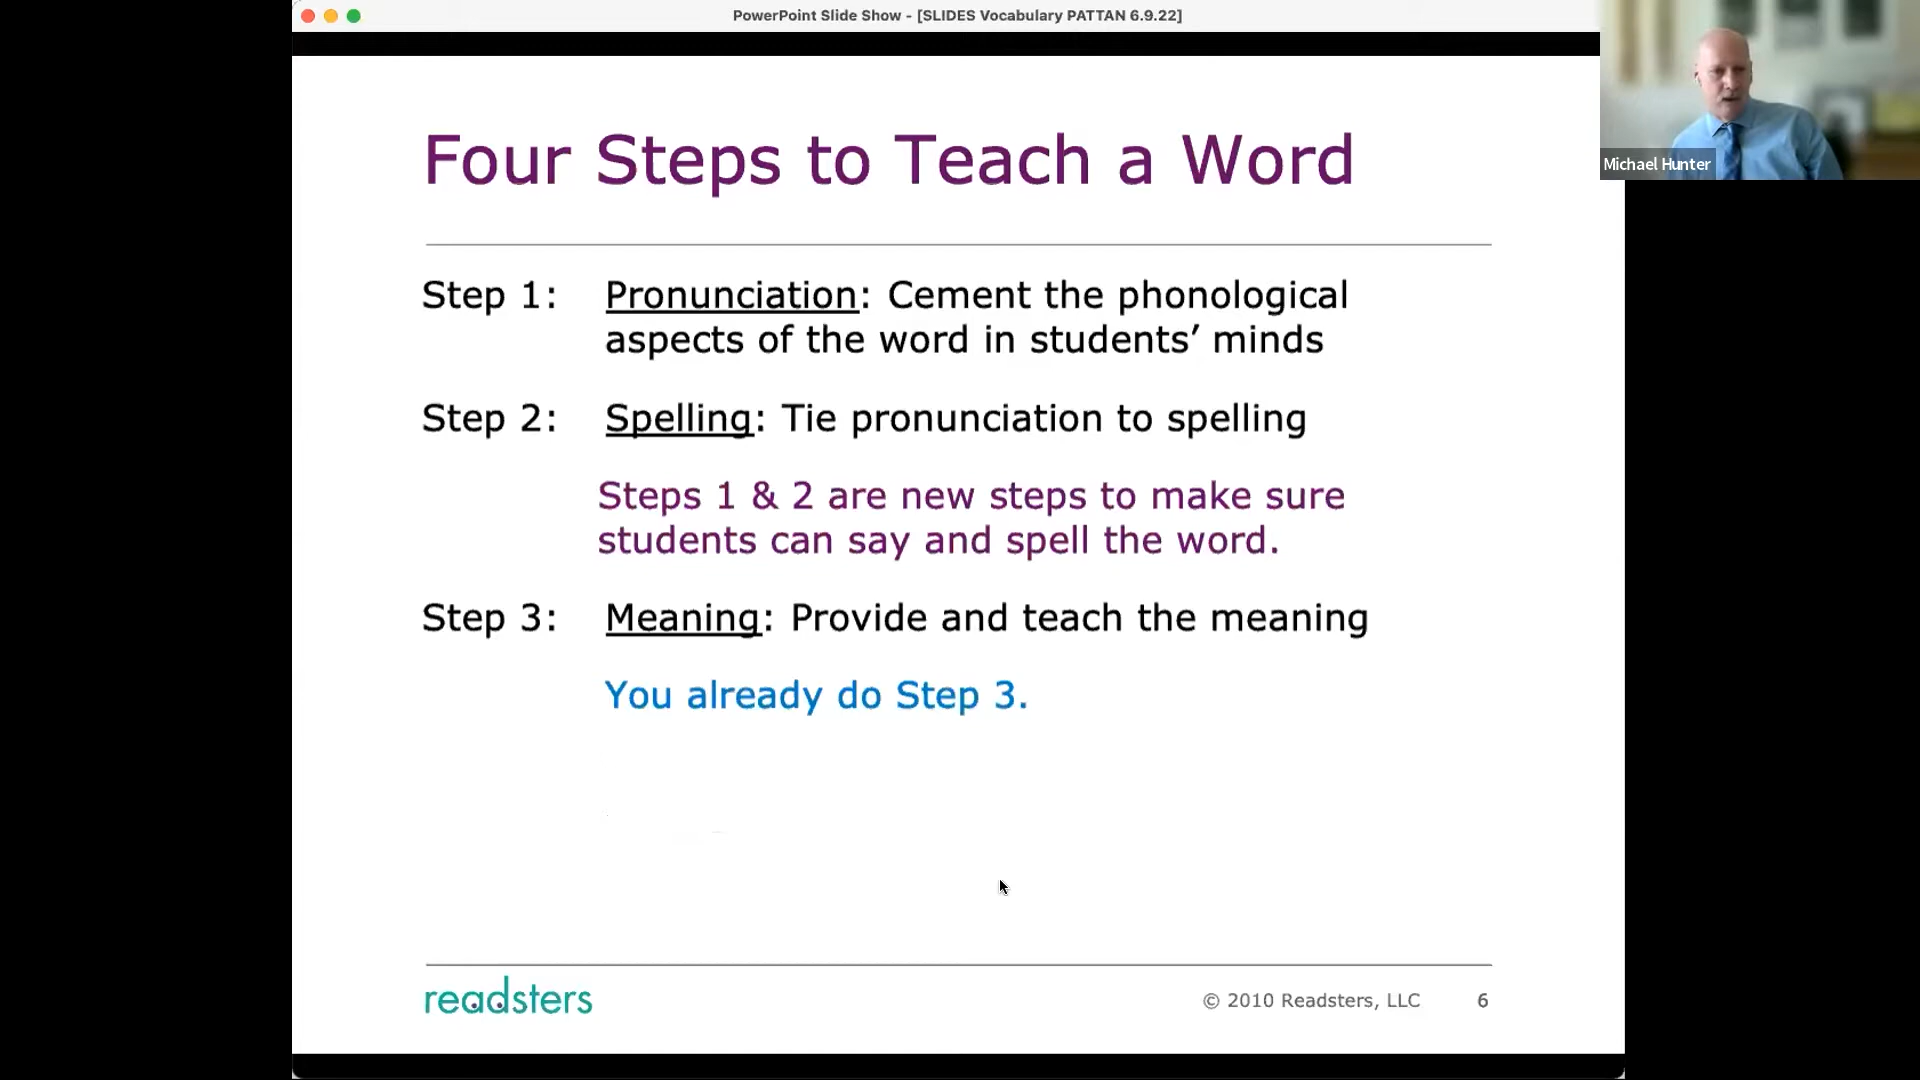 PowerPoint Slide Show - [SLIDES Vocabulary PATTAN 6.9.22]
Michael Hunter
Four Steps to Teach a Word
Step 1: Pronunciation: Cement the phonological
aspects of the word in students’ minds
Step 2: Spelling: Tie pronunciation to spelling
Steps 1 & 2 are new steps to make sure
students can say and spell the word.
Step 3: Meaning: Provide and teach the meaning
You already do Step 3.
readsters
© 2010 Readsters, LLC 6